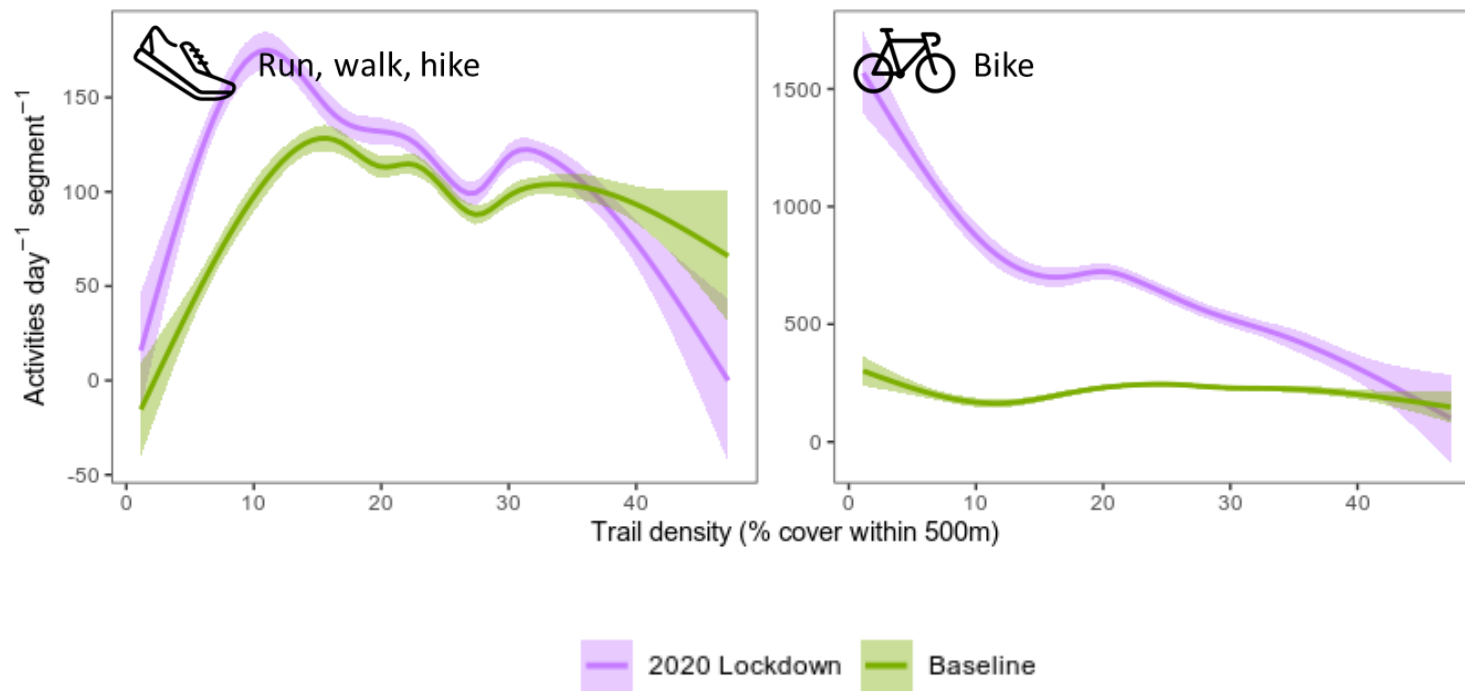 Run, walk, hike
Bike
Activities day⁻¹ segment⁻¹
150
100
50
0
-50
1500
1000
500
0
0 10 20 30 40
0 10 20 30 40
Trail density (% cover within 500m)
2020 Lockdown Baseline